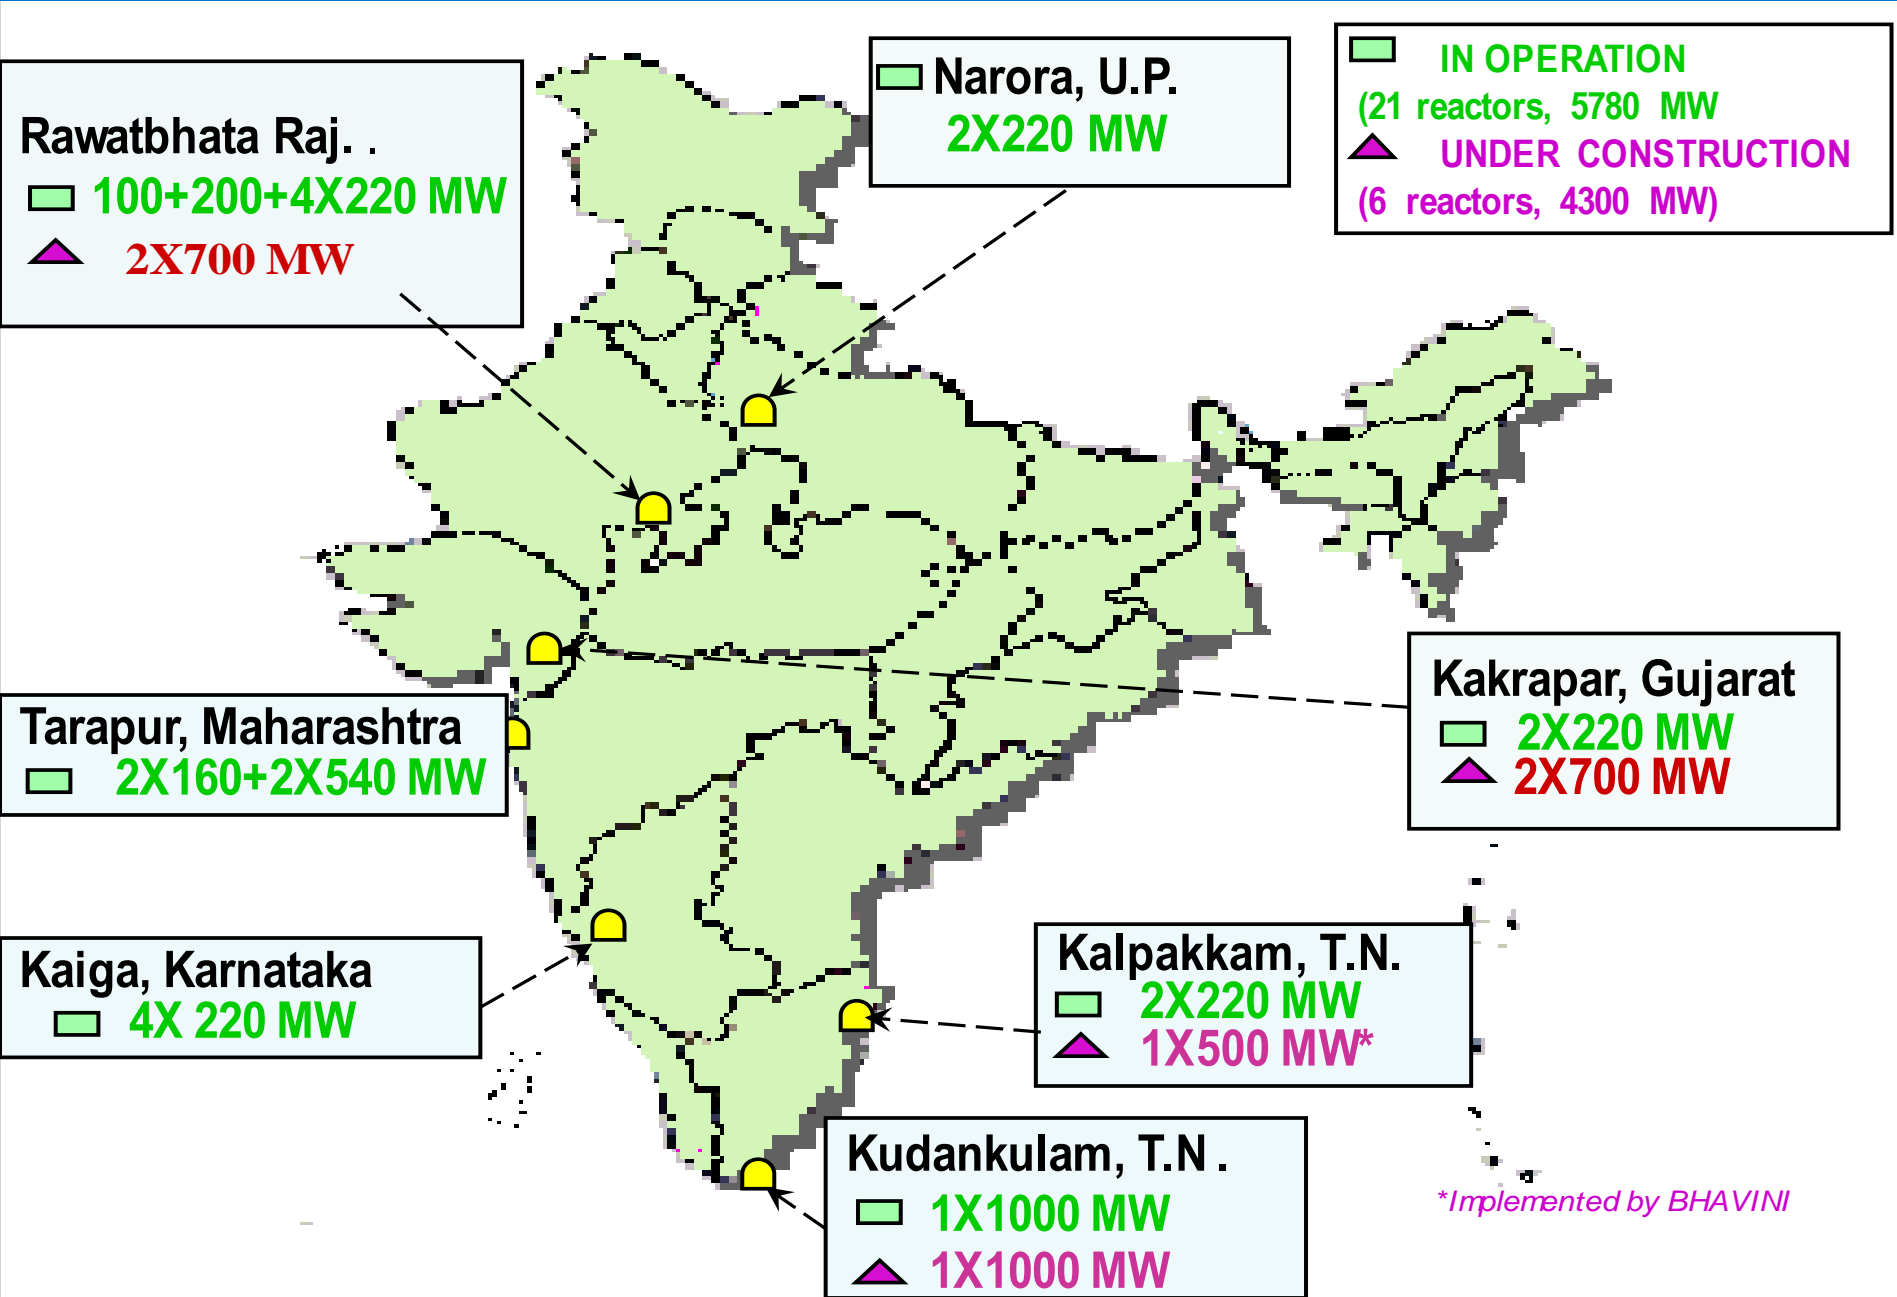 Rawatbhata Raj. .
100+200+4X220 MW
2X700 MW
Narora, U.P.
2X220 MW
IN OPERATION
(21 reactors, 5780 MW
UNDER CONSTRUCTION
(6 reactors, 4300 MW)
Tarapur, Maharashtra
2X160+2X540 MW
Kakrapar, Gujarat
2X220 MW
2X700 MW
Kaiga, Karnataka
4X 220 MW
Kalpakkam, T.N.
2X220 MW
1X500 MW*
Kudankulam, T.N .
1X1000 MW
1X1000 MW
*Implemented by BHAVINI